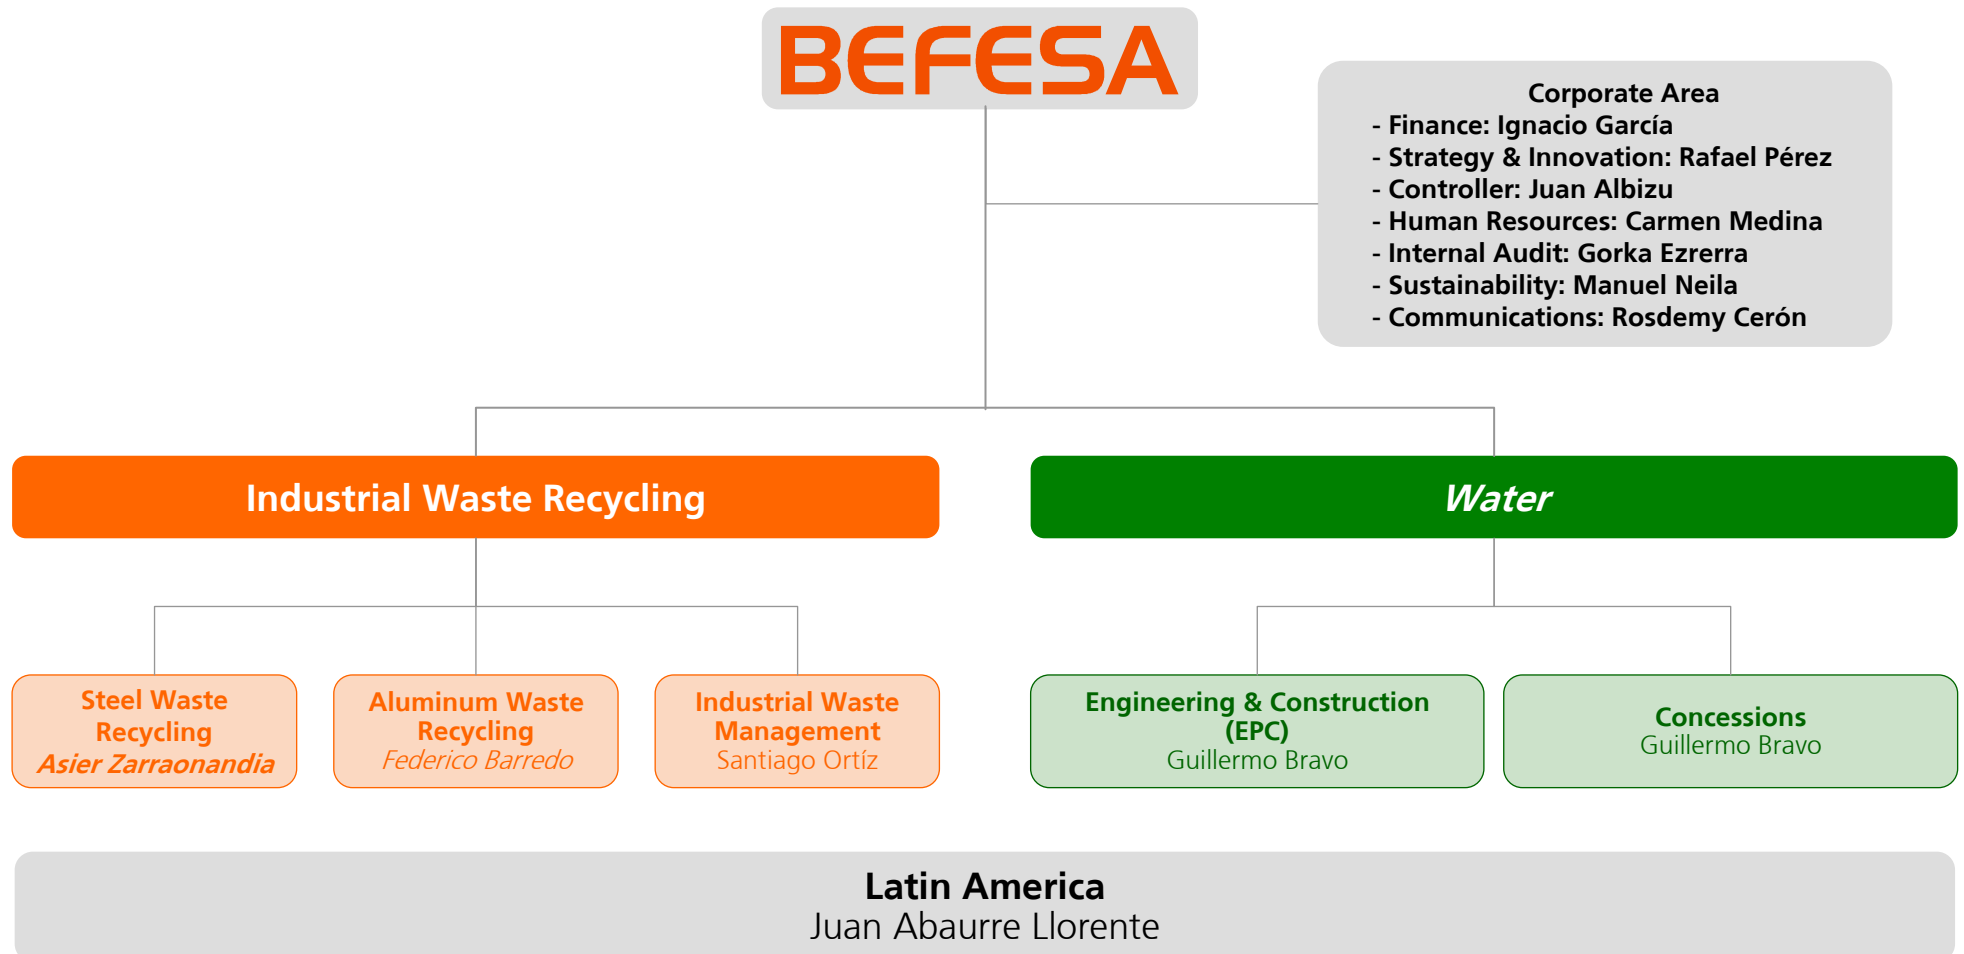 BEFESA
Corporate Area
- Finance: Ignacio García
- Strategy & Innovation: Rafael Pérez
- Controller: Juan Albizu
- Human Resources: Carmen Medina
- Internal Audit: Gorka Ezrerra
- Sustainability: Manuel Neila
- Communications: Rosdemy Cerón
Industrial Waste Recycling
Water
Steel Waste
Recycling
Asier Zarraonandia
Aluminum Waste
Recycling
Federico Barredo
Industrial Waste
Management
Santiago Ortíz
Engineering & Construction
(EPC)
Guillermo Bravo
Concessions
Guillermo Bravo
Latin America
Juan Abaurre Llorente